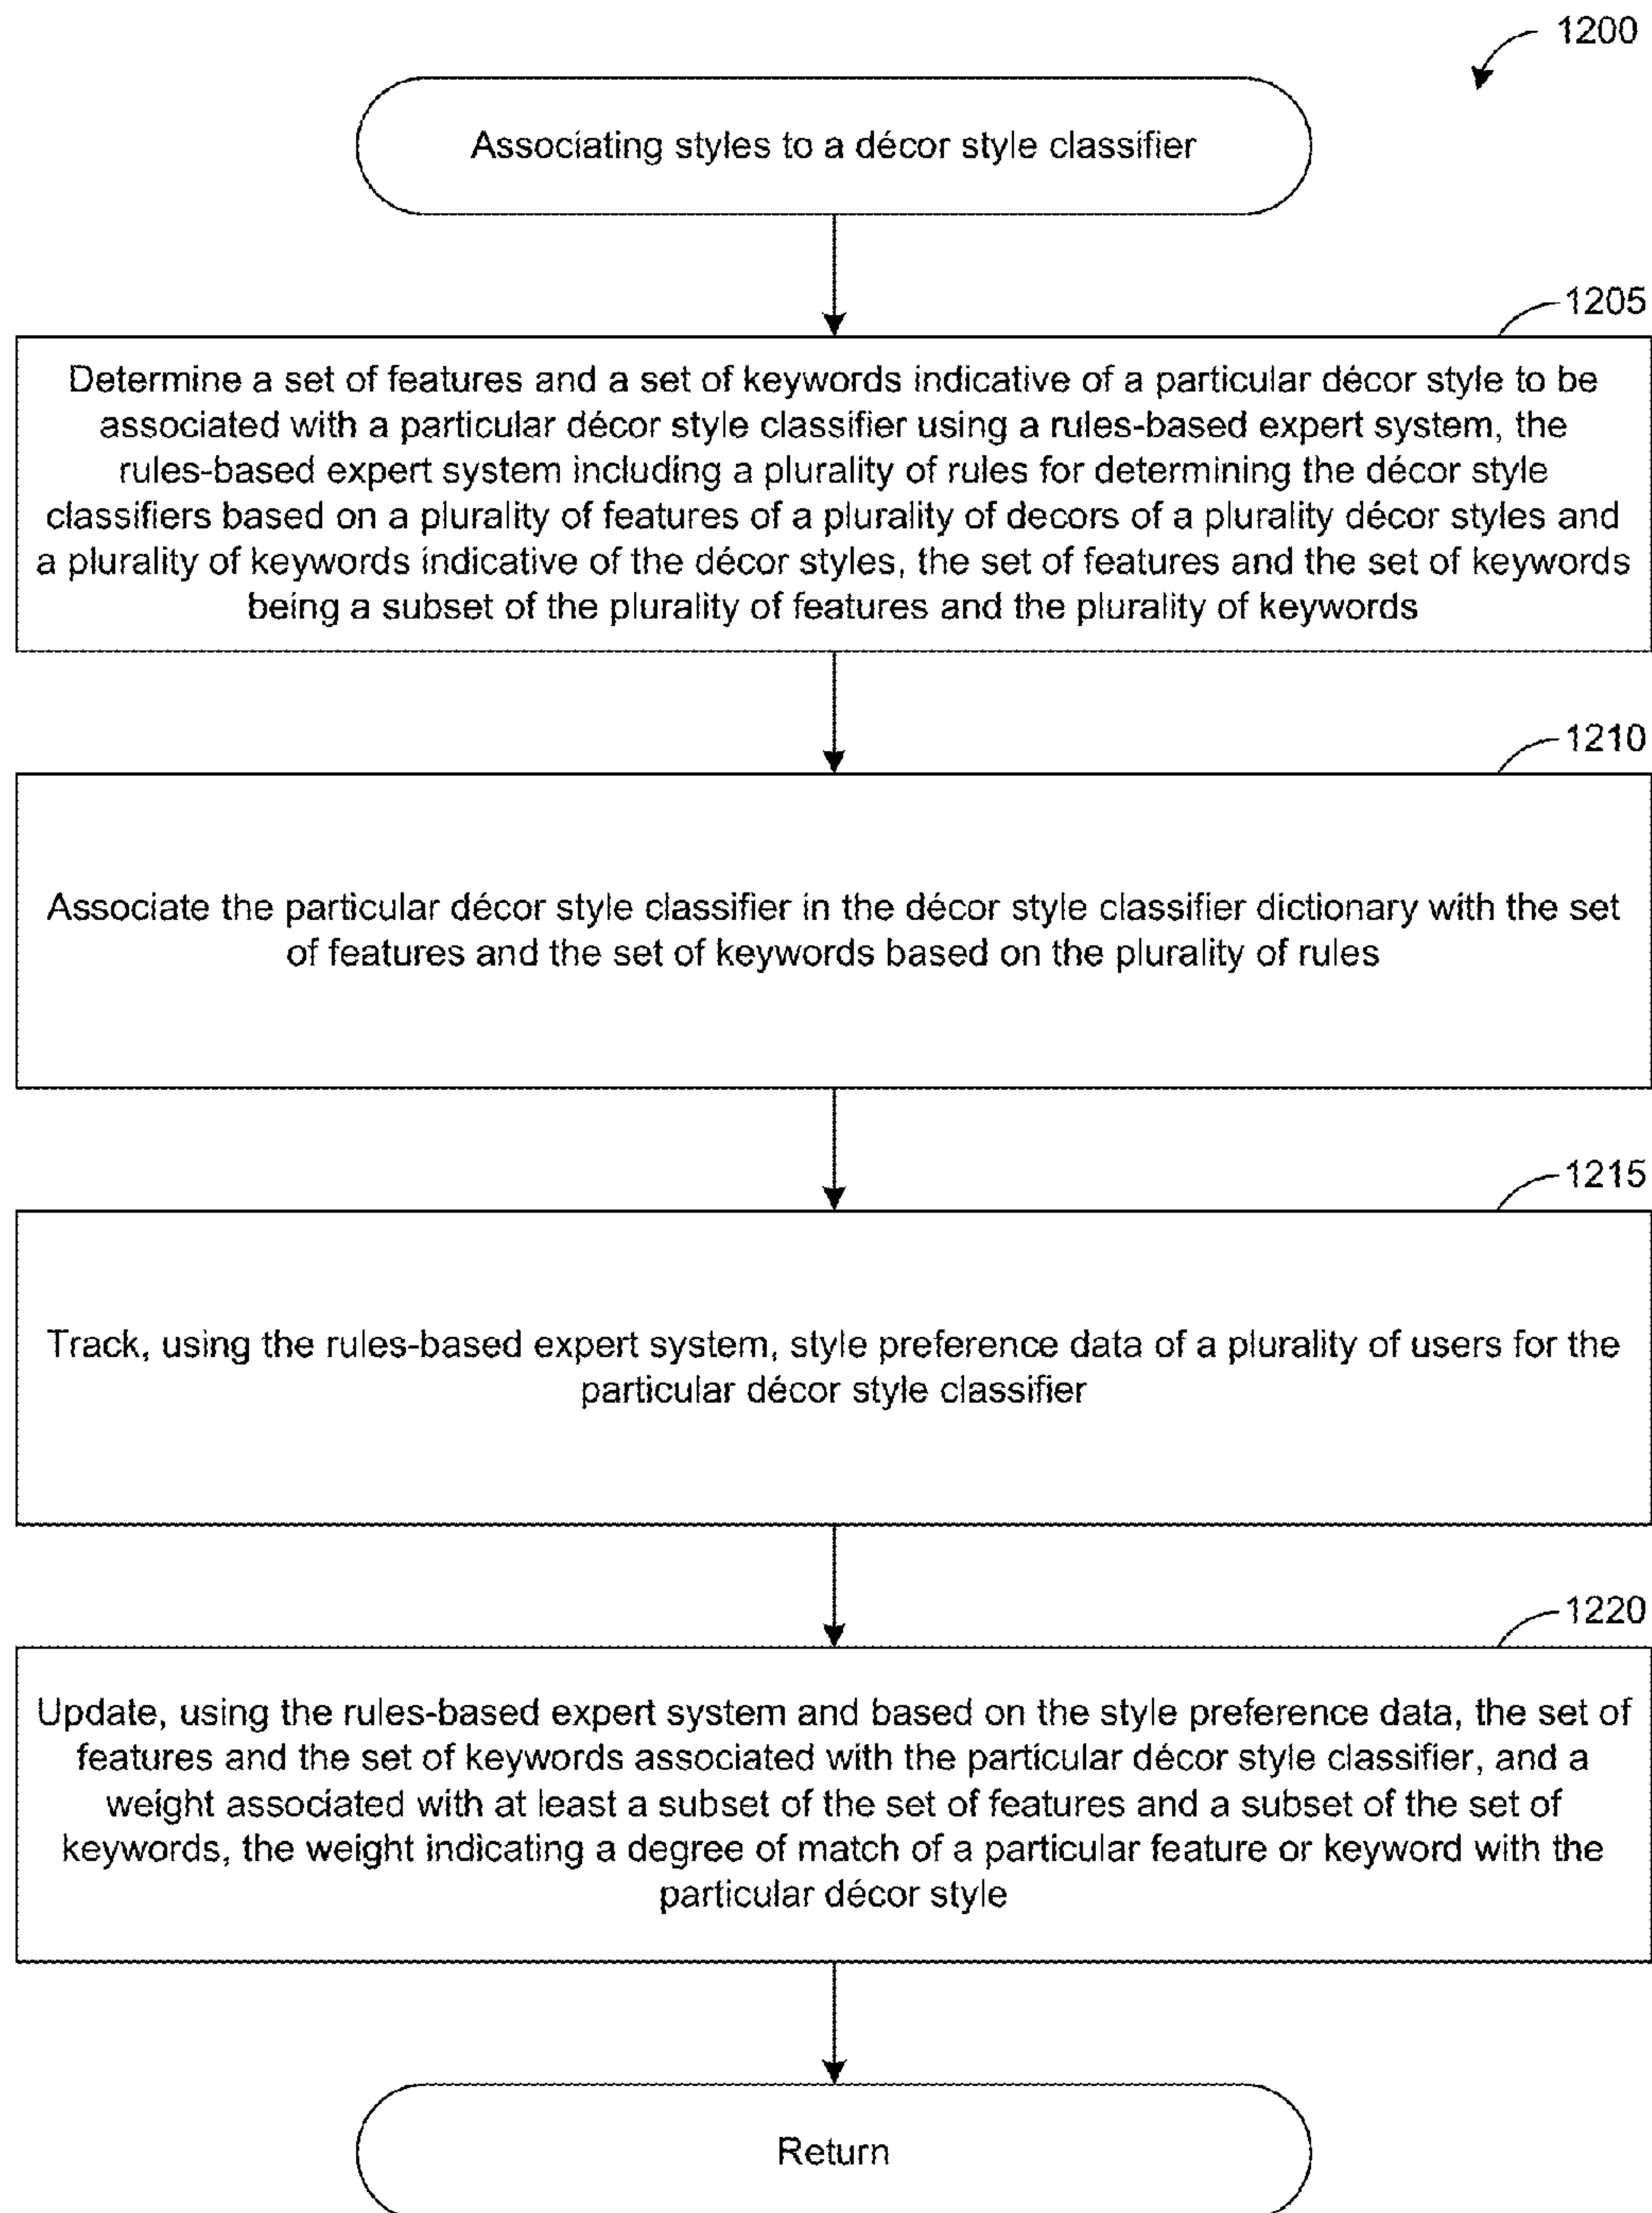 1200
Associating styles to a décor style classifier
1205
Determine a set of features and a set of keywords indicative of a particular décor style to be
associated with a particular décor style classifier using a rules-based expert system, the
rules-based expert system including a plurality of rules for determining the décor style
classifiers based on a plurality of features of a plurality of decors of a plurality décor styles and
a plurality of keywords indicative of the décor styles, the set of features and the set of keywords
being a subset of the plurality of features and the plurality of keywords
1210
Associate the particular décor style classifier in the décor style classifier dictionary with the set
of features and the set of keywords based on the plurality of rules
1215
Track, using the rules-based expert system, style preference data of a plurality of users for the
particular décor style classifier
1220
Update, using the rules-based expert system and based on the style preference data, the set of
features and the set of keywords associated with the particular décor style classifier, and a
weight associated with at least a subset of the set of features and a subset of the set of
keywords, the weight indicating a degree of match of a particular feature or keyword with the
particular décor style
Return